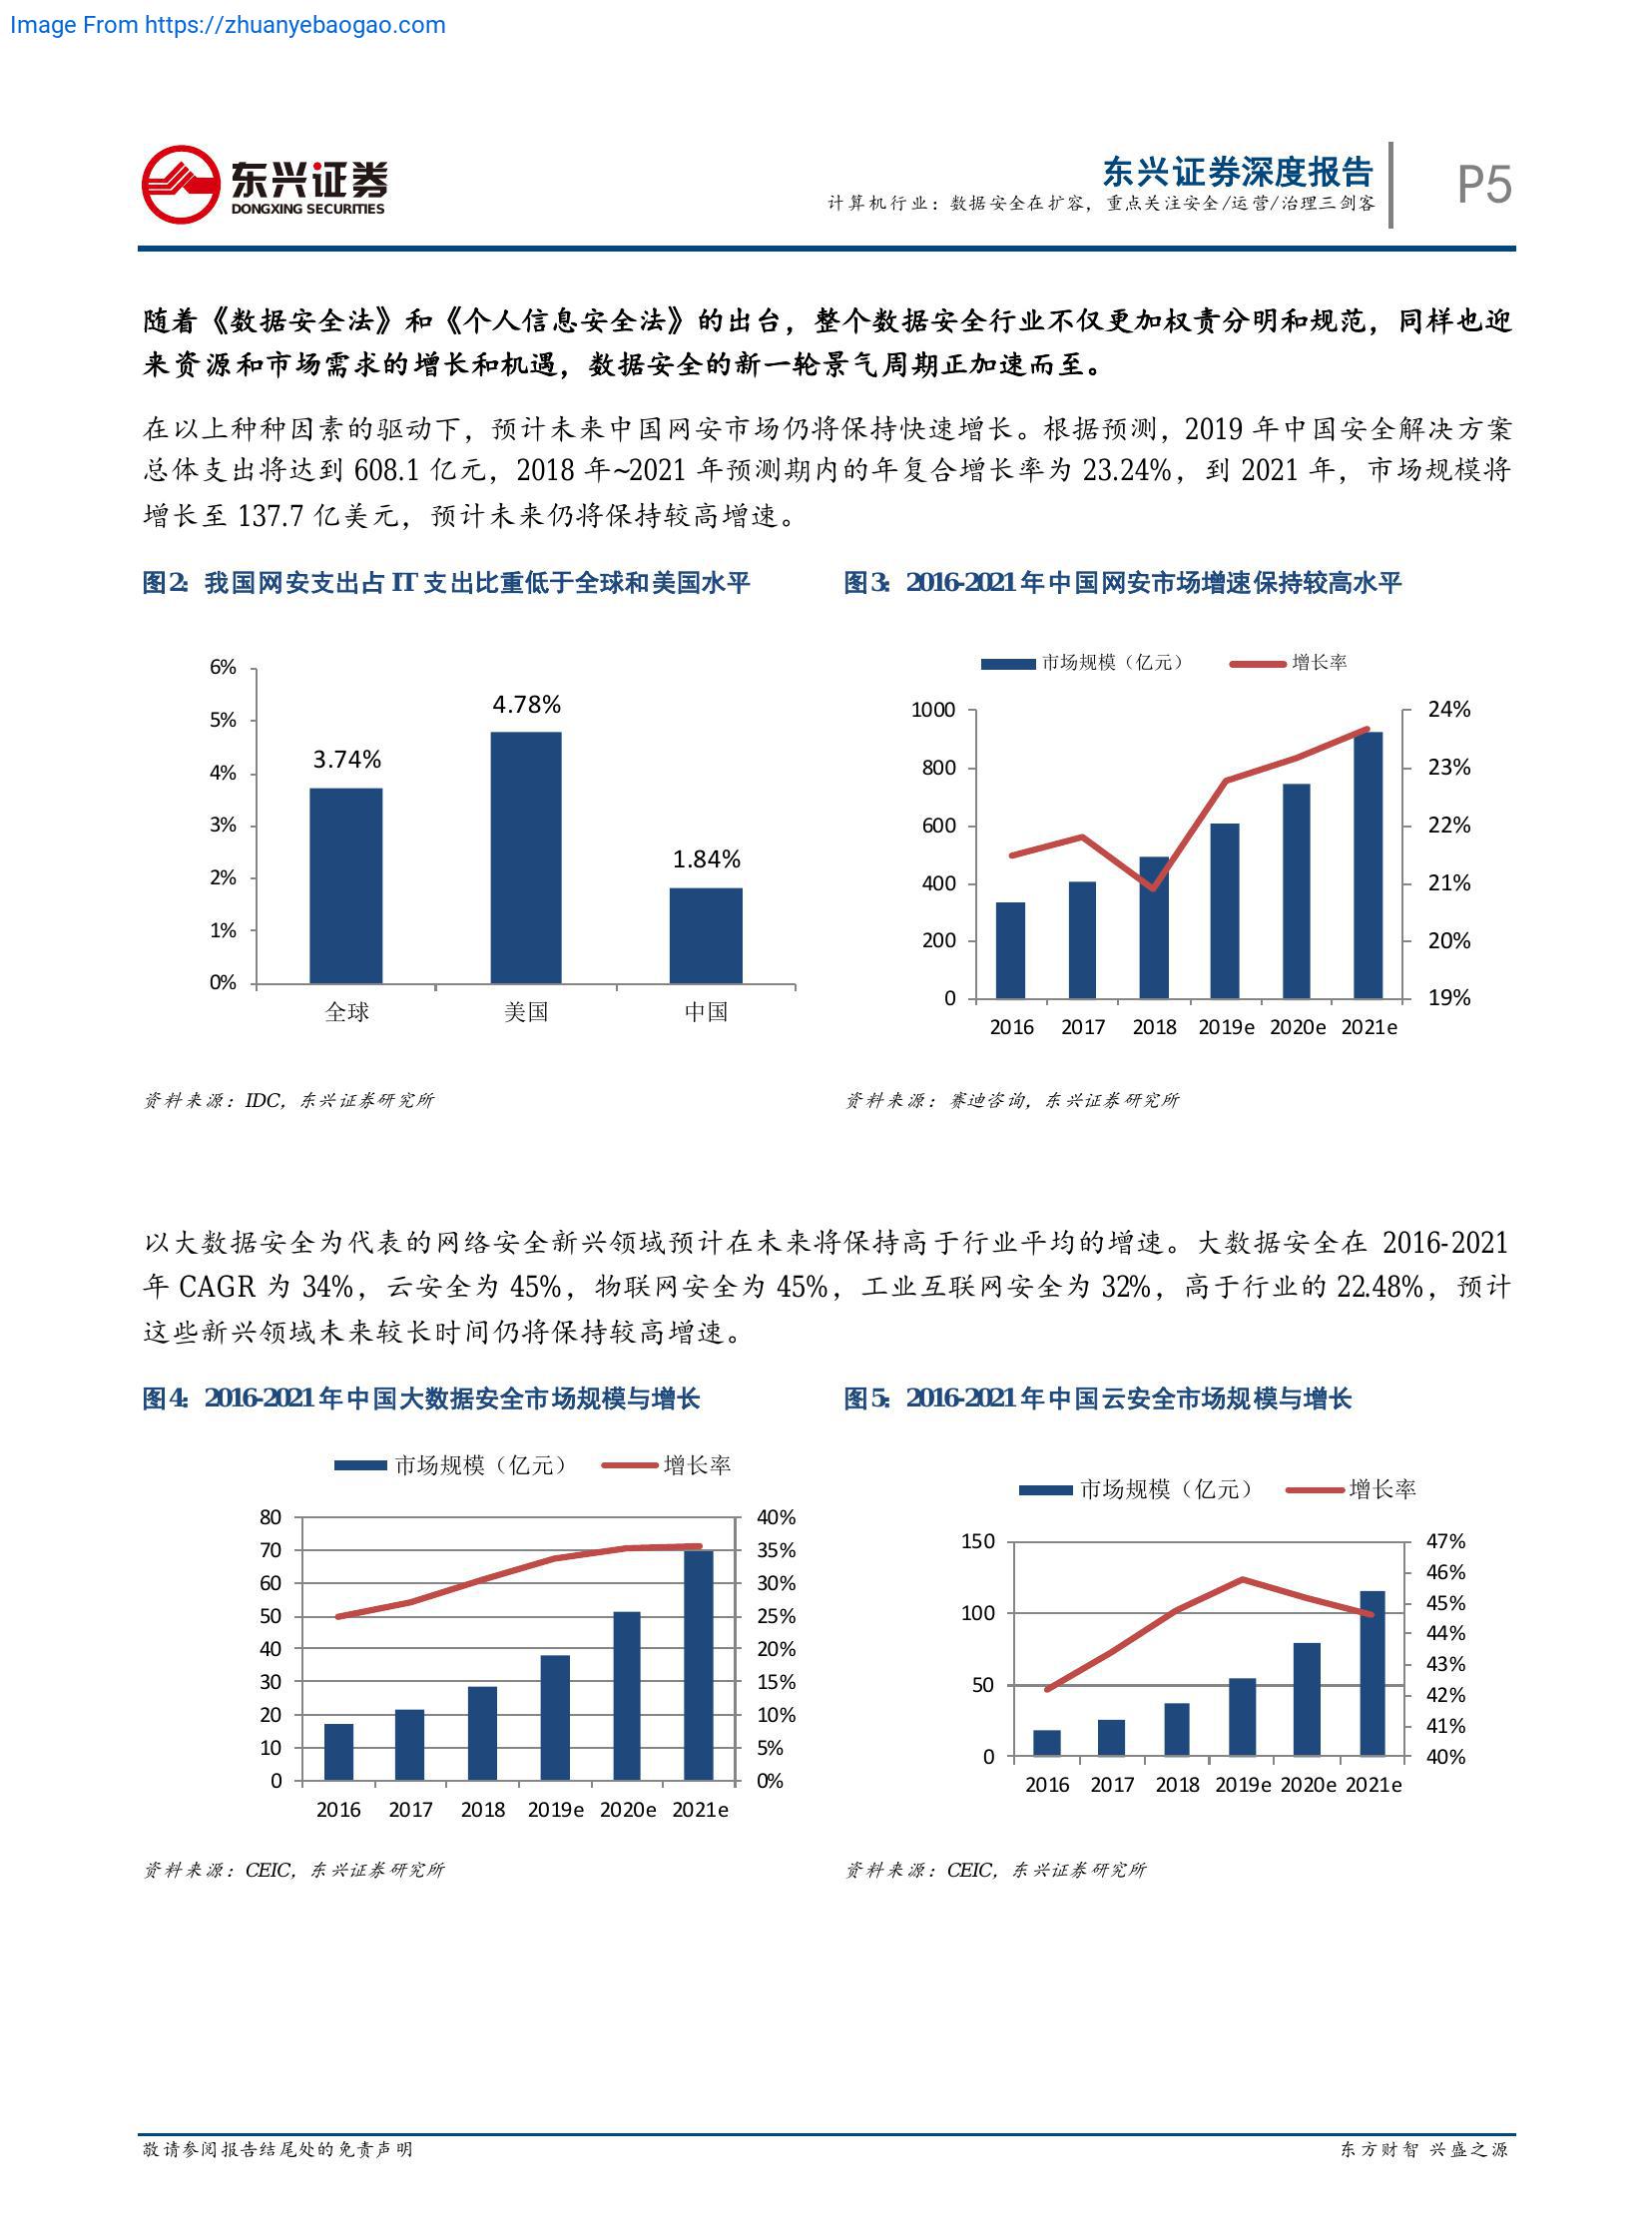 Image From https://zhuanyebaogao.com
东兴证券
DONGXING SECURITIES
东兴证券深度报告
计算机行业：数据安全在扩容，重点关注安全/运营/治理三剑客
P5
随着《数据安全法》和《个人信息安全法》的出台，整个数据安全行业不仅更加权责分明和规范，同样也迎
来资源和市场需求的增长和机遇，数据安全的新一轮景气周期正加速而至。
在以上种种因素的驱动下，预计未来中国网安市场仍将保持快速增长。根据预测，2019 年中国安全解决方案
总体支出将达到 608.1 亿元，2018 年~2021 年预测期内的年复合增长率为 23.24%，到 2021 年，市场规模将
增长至 137.7 亿美元，预计未来仍将保持较高增速。
图2：我国网安支出占 IT 支出比重低于全球和美国水平
6%
5%
4%
3%
2%
1%
0%
3.74%
4.78%
1.84%
全球 美国 中国
资料来源：IDC，东兴证券研究所
图3：2016-2021年中国网安市场增速保持较高水平
市场规模（亿元） 增长率
1000
800
600
400
200
0
24%
23%
22%
21%
20%
19%
2016 2017 2018 2019e 2020e 2021e
资料来源：赛迪咨询，东兴证券研究所
以大数据安全为代表的网络安全新兴领域预计在未来将保持高于行业平均的增速。大数据安全在 2016-2021
年 CAGR 为 34%，云安全为 45%，物联网安全为 45%，工业互联网安全为 32%，高于行业的 22.48%，预计
这些新兴领域未来较长时间仍将保持较高增速。
图4：2016-2021年中国大数据安全市场规模与增长
市场规模（亿元） 增长率
80
70
60
50
40
30
20
10
0
40%
35%
30%
25%
20%
15%
10%
5%
0%
2016 2017 2018 2019e 2020e 2021e
资料来源：CEIC，东兴证券研究所
图5：2016-2021年中国云安全市场规模与增长
市场规模（亿元） 增长率
150
100
50
0
47%
46%
45%
44%
43%
42%
41%
40%
2016 2017 2018 2019e 2020e 2021e
资料来源：CEIC，东兴证券研究所
敬请参阅报告结尾处的免责声明
东方财智 兴盛之源